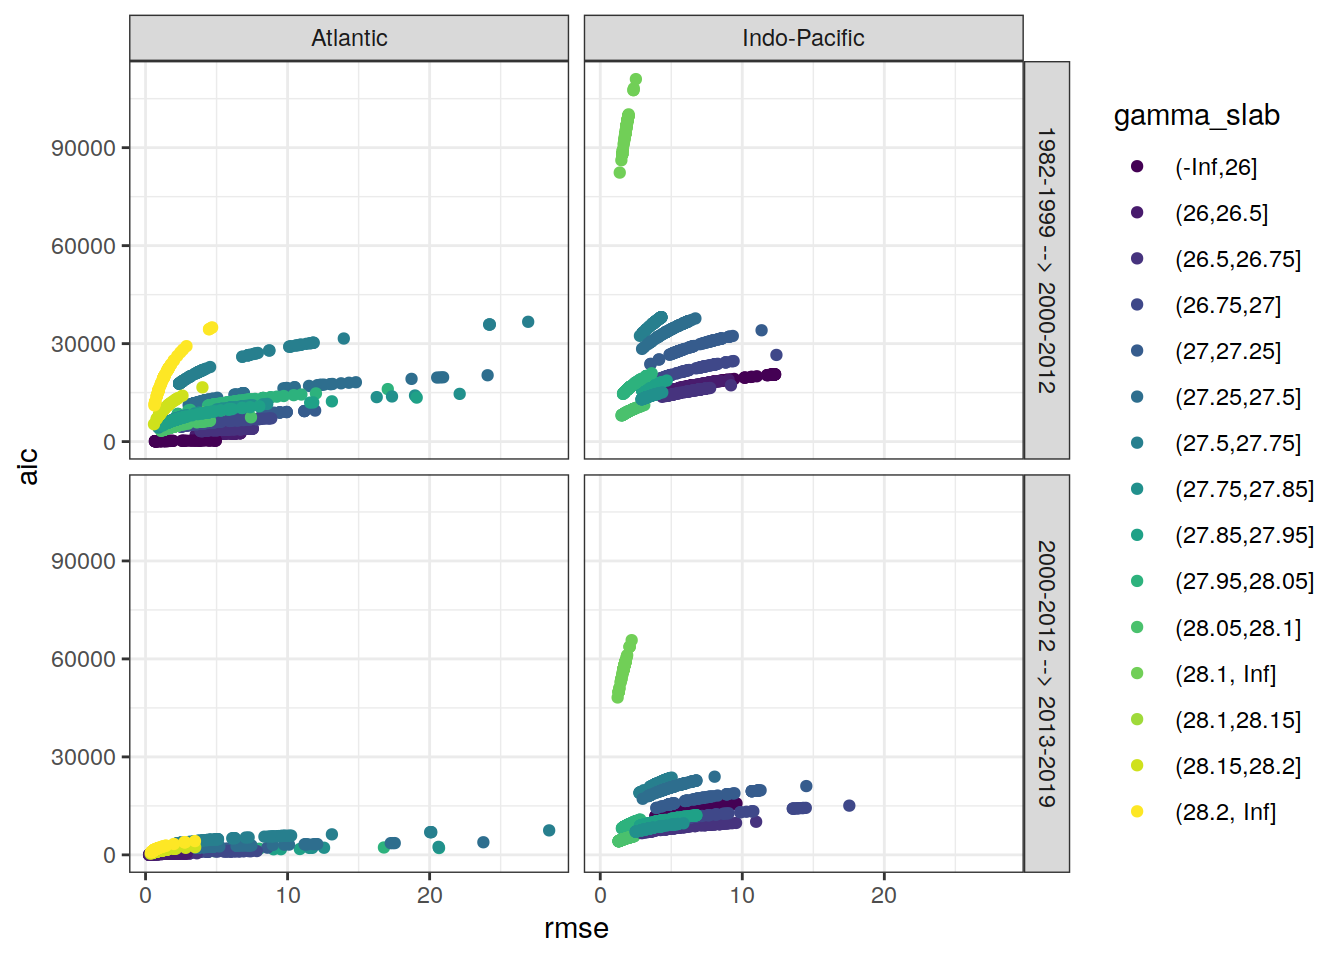 Atlantic
Indo-Pacific
1982-1999 --> 2000-2012
2000-2012 --> 2013-2019
90000
60000
30000
0
90000
60000
30000
0
aic
0
10
20
0
10
20
rmse
gamma_slab
(-Inf,26]
(26,26.5]
(26.5,26.75]
(26.75,27]
(27,27.25]
(27.25,27.5]
(27.5,27.75]
(27.75,27.85]
(27.85,27.95]
(27.95,28.05]
(28.05,28.1]
(28.1, Inf]
(28.1,28.15]
(28.15,28.2]
(28.2, Inf]